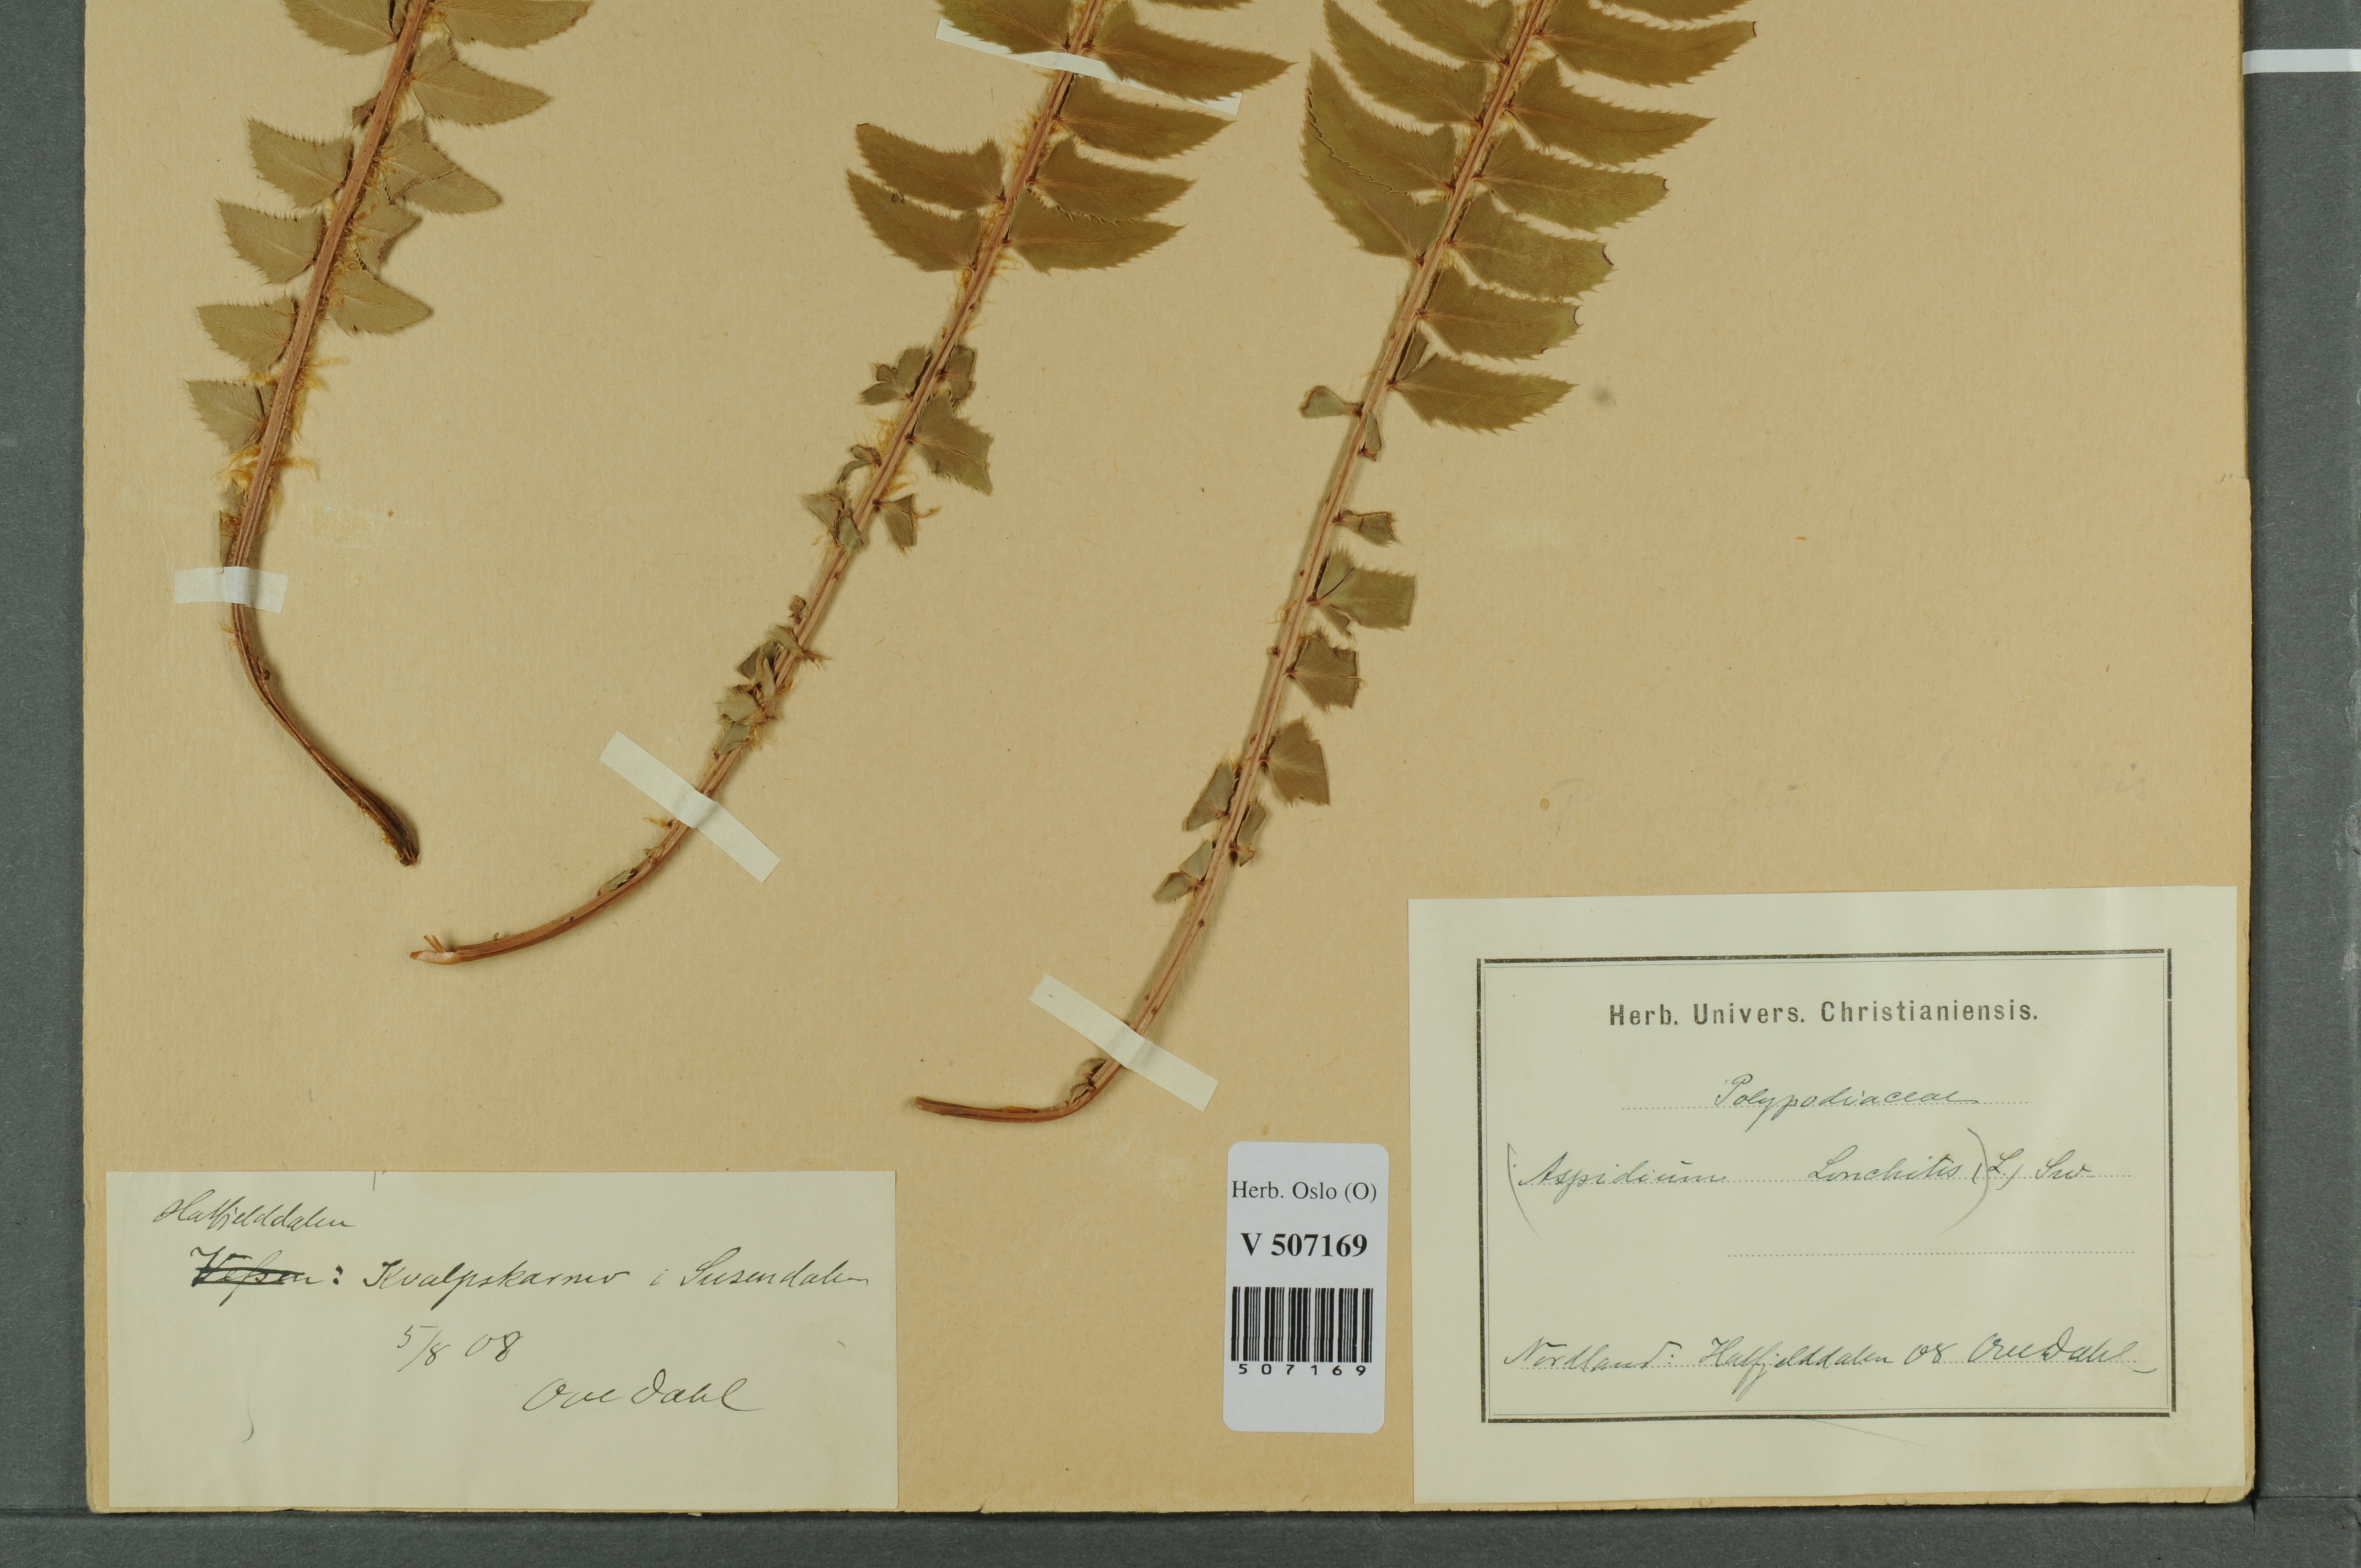 Hatfjelddalen
Vefsen: Kvalpskarmo i Susendalen
5/8 08
Ove Dahl
Herb. Oslo (O)
V 507169
507169
Herb. Univers. Christianiensis.
Polypodiaceae
(Aspidium Lonchitis) (L.) Sw
Nordland: Hatfjelddalen 08 Ove Dahl